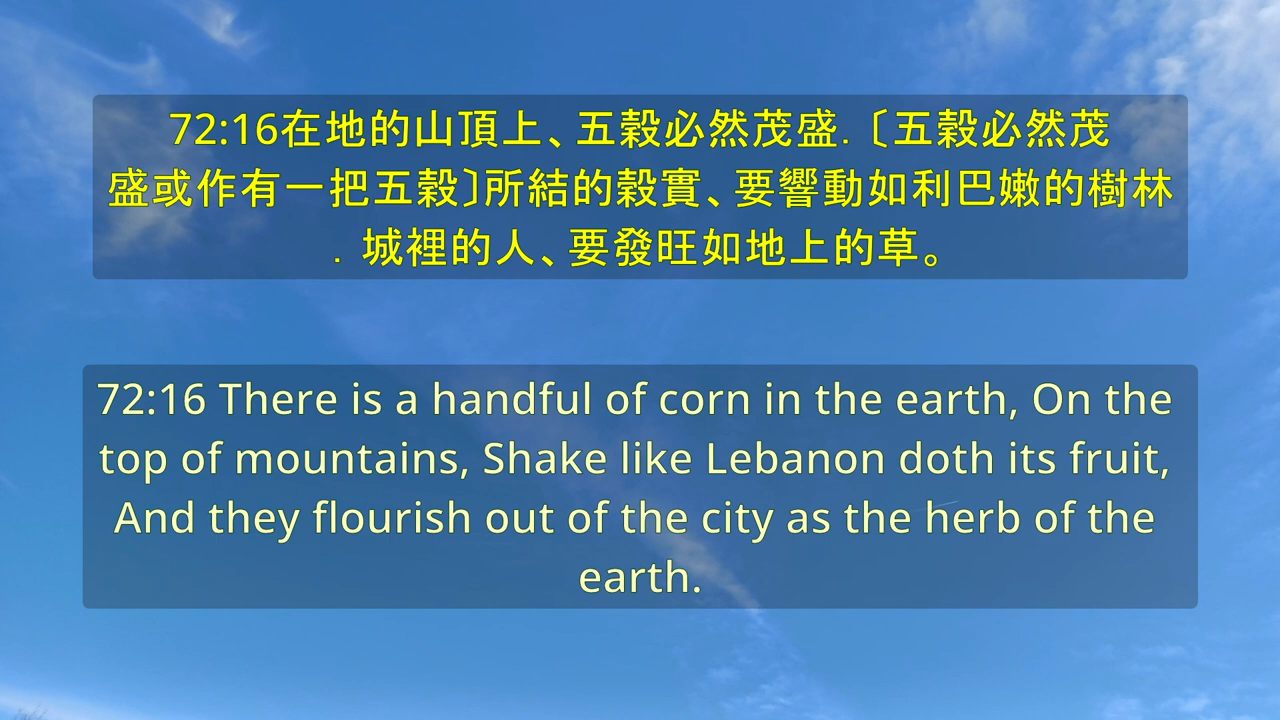 72:16在地的山頂上、五穀必然茂盛.〔五穀必然茂
盛或作有一把五穀〕所結的穀實、要響動如利巴嫩的樹林
. 城裡的人、要發旺如地上的草。
72:16 There is a handful of corn in the earth, On the
top of mountains, Shake like Lebanon doth its fruit,
And they flourish out of the city as the herb of the
earth.